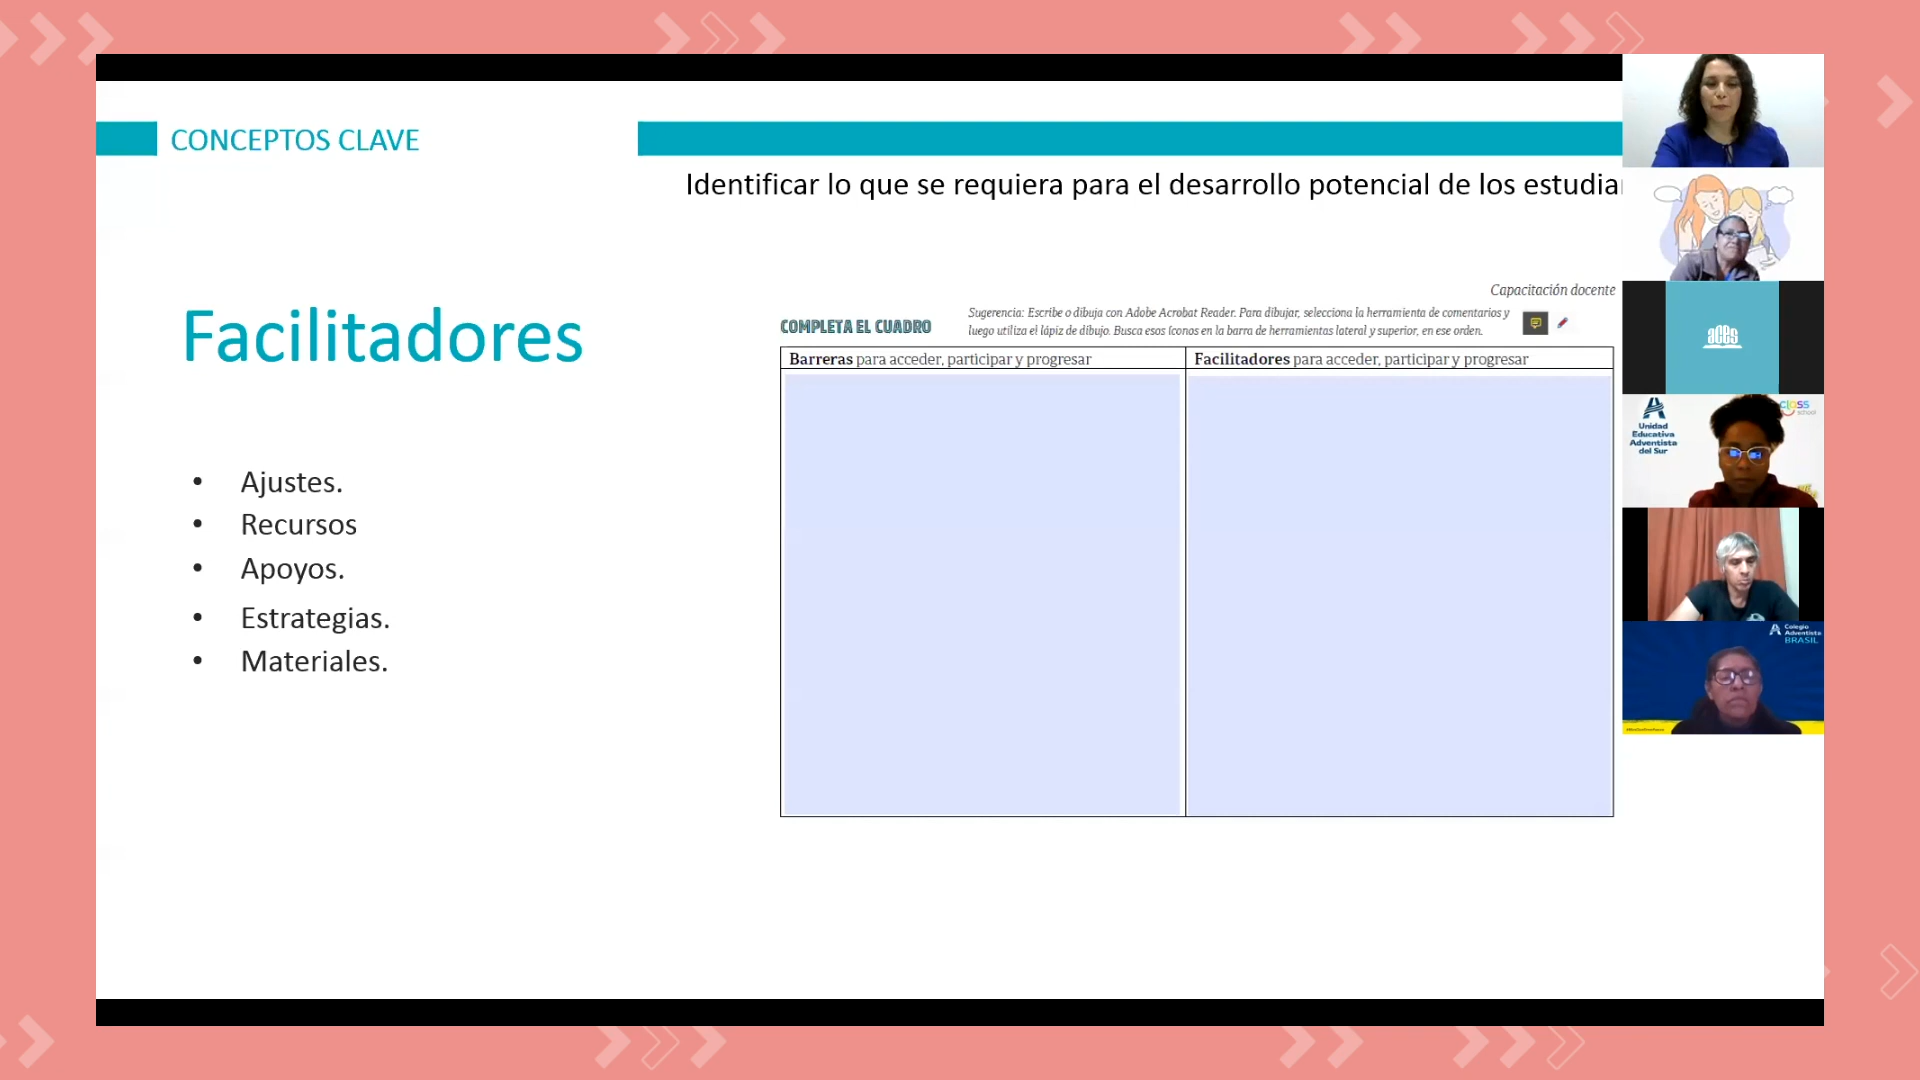 CONCEPTOS CLAVE
Identificar lo que se requiera para el desarrollo potencial de los estudia
Facilitadores
• Ajustes.
• Recursos
• Apoyos.
• Estrategias.
• Materiales.
Capacitación docente
COMPLETA EL CUADRO
Sugerencia: Escribe o dibuja con Adobe Acrobat Reader. Para dibujar, selecciona la herramienta de comentarios y
luego utiliza el lápiz de dibujo. Busca esos íconos en la barra de herramientas lateral y superior, en ese orden.
Barreras para acceder, participar y progresar
Facilitadores para acceder, participar y progresar
aces
Unidad
Educativa
Adventista
del Sur
class
school
Colegio
Adventista
BRASIL